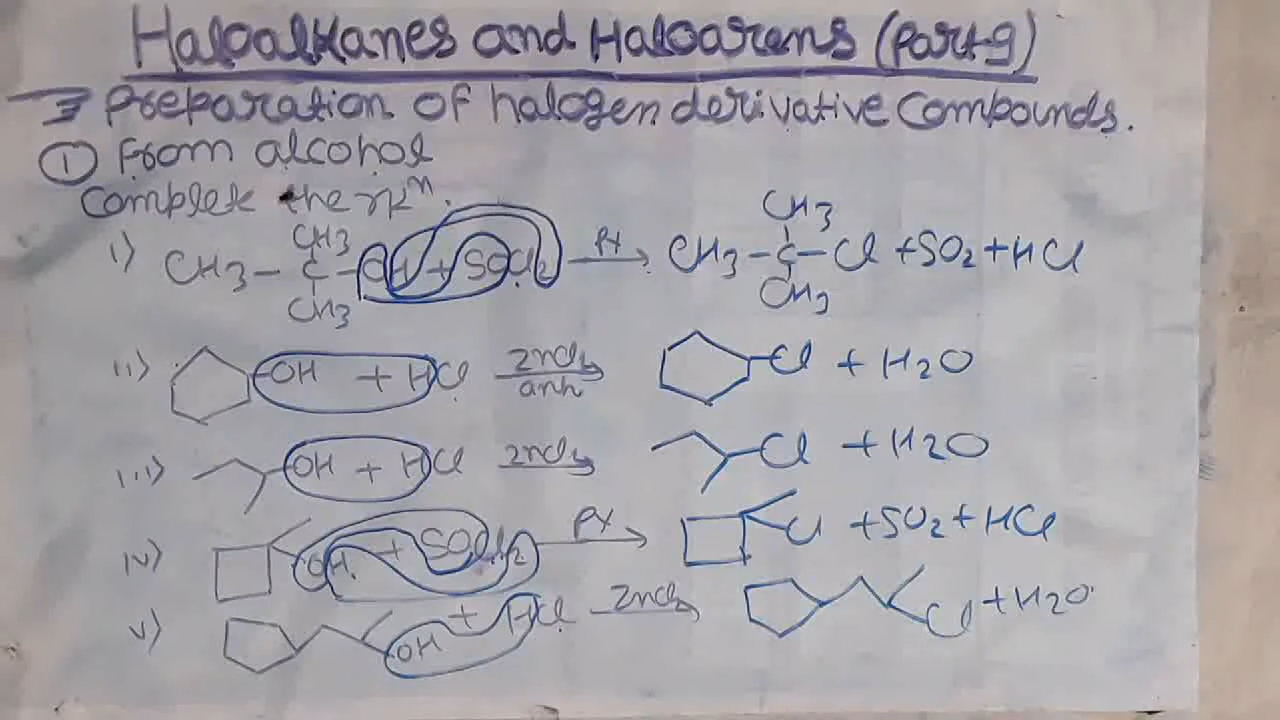 Haloalkanes and Haloarens (Part-9)
→ Preparation of halogen derivative Compounds.
① From alcohol
Complete the rxⁿ.
CH3 CH3
i) CH3-C-OH + SOCl2 Py→ CH3-C-Cl + SO2 + HCl
CH3 CH3
ii) -OH + HCl ZnCl2 anh → -Cl + H2O
iii) -OH + HCl ZnCl2 → -Cl + H2O
iv) OH + SOCl2 Py→ Cl + SO2 + HCl
v) OH + HCl ZnCl2 → Cl + H2O